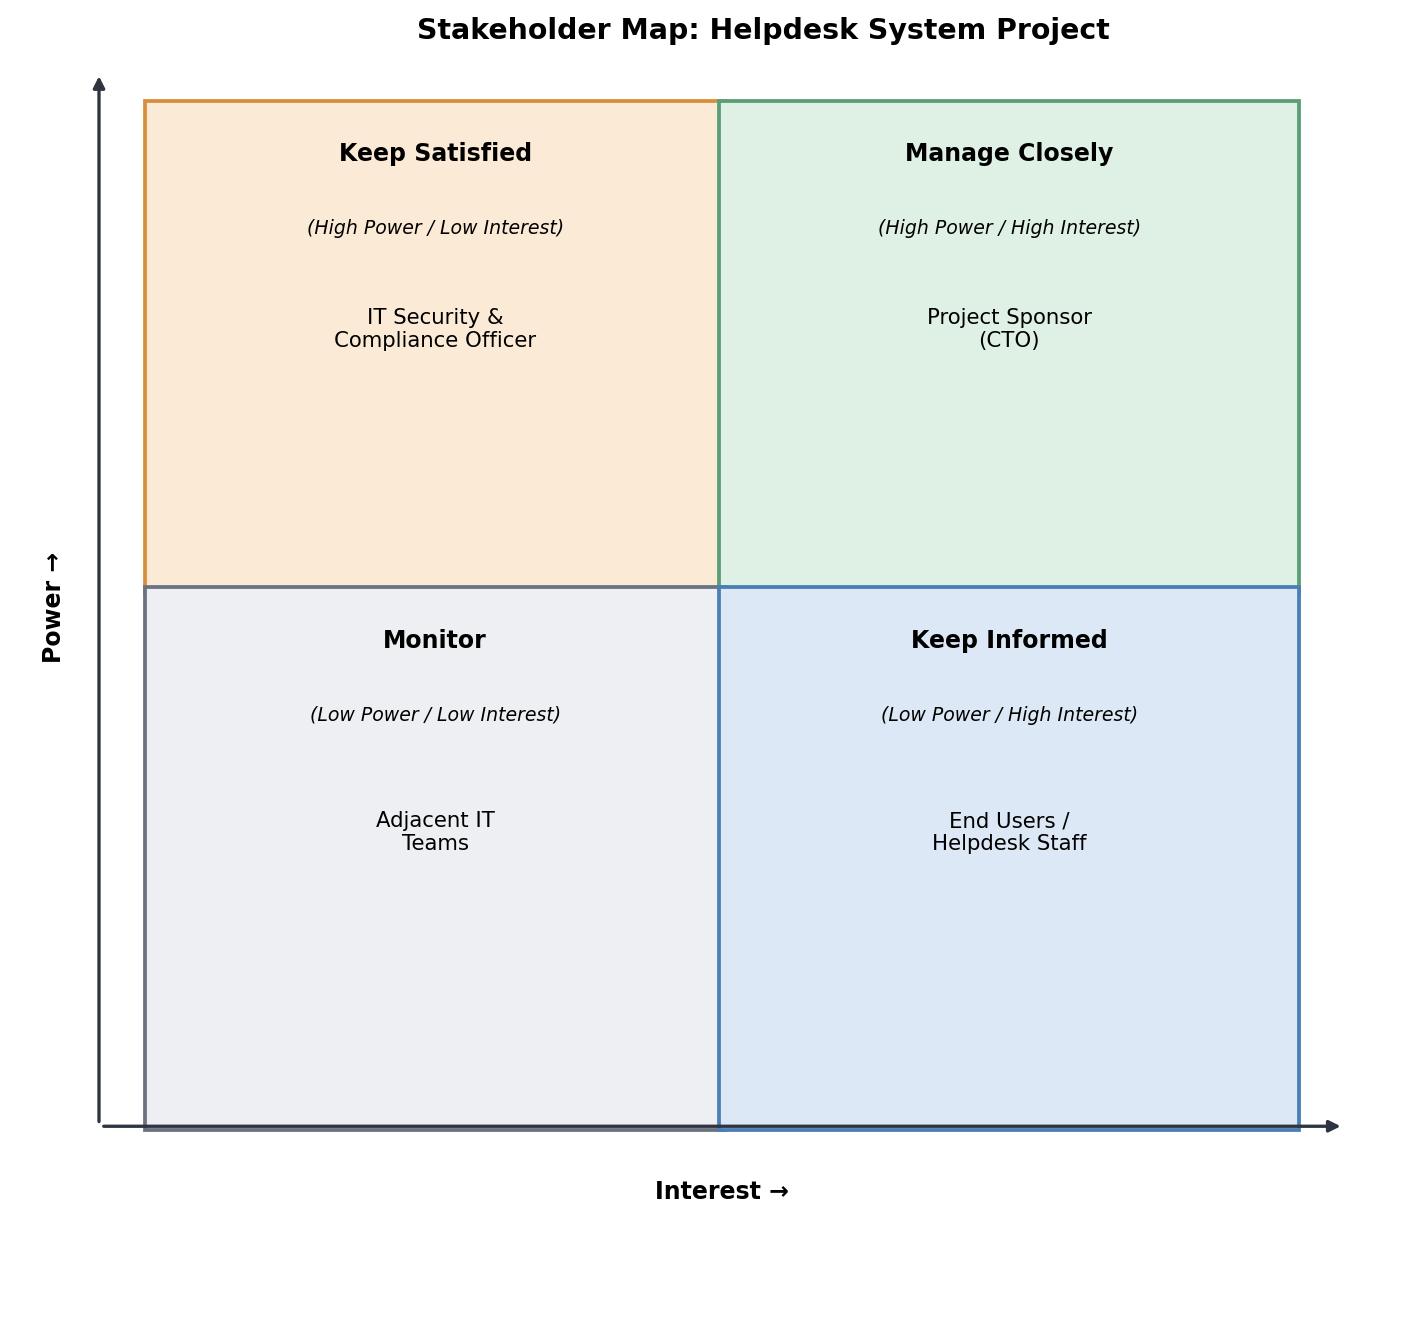 Stakeholder Map: Helpdesk System Project
Keep Satisfied
(High Power / Low Interest)
IT Security &
Compliance Officer
Manage Closely
(High Power / High Interest)
Project Sponsor
(CTO)
Power →
Monitor
(Low Power / Low Interest)
Adjacent IT
Teams
Keep Informed
(Low Power / High Interest)
End Users /
Helpdesk Staff
Interest →